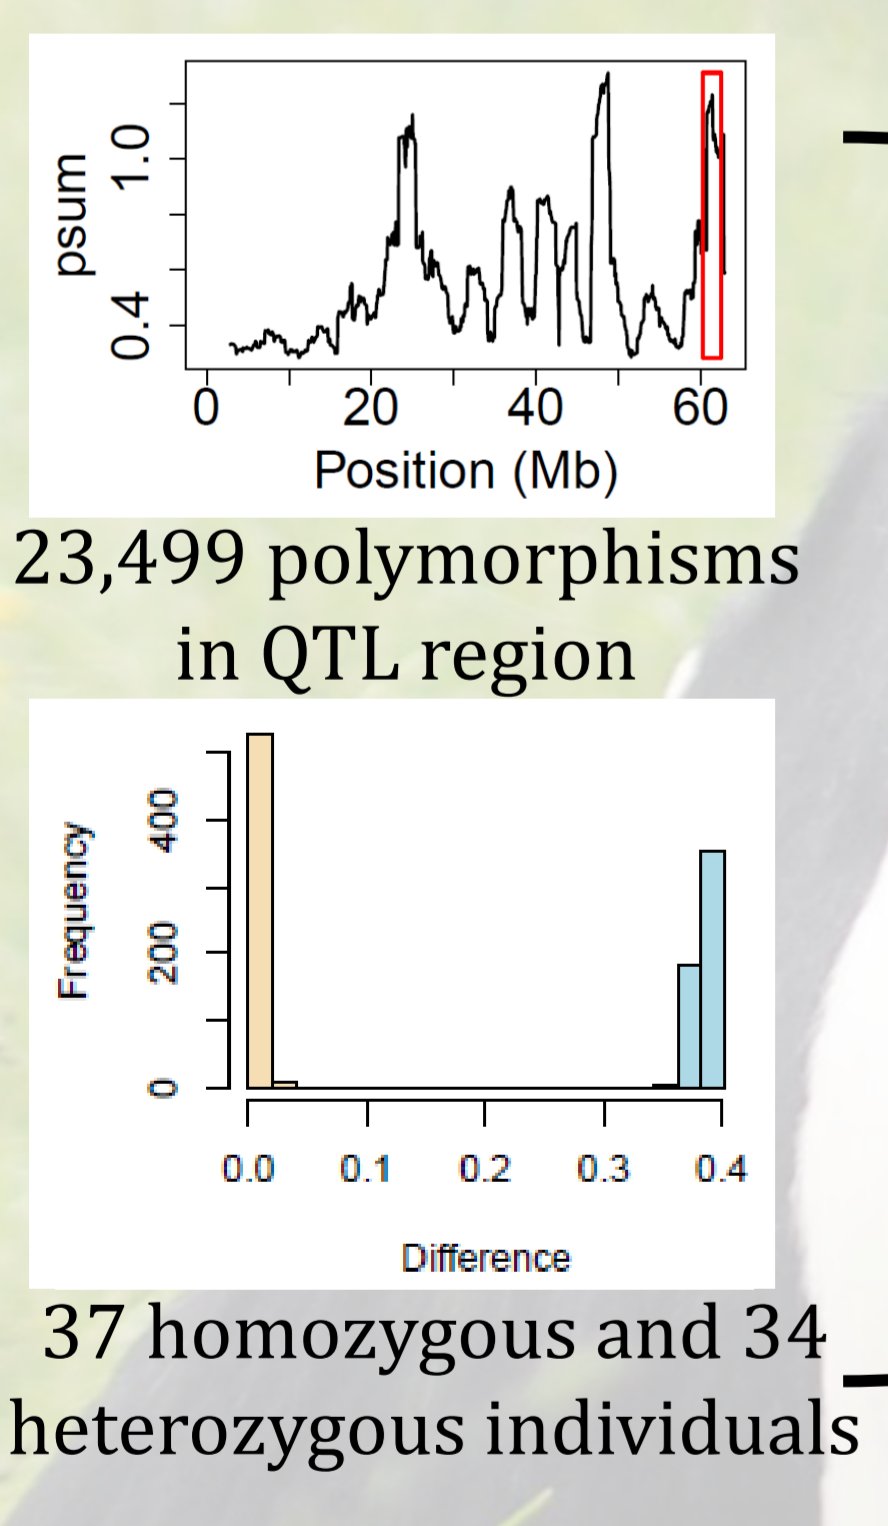 psum
1.0
0.4
0 20 40 60
Position (Mb)
23,499 polymorphisms
in QTL region
Frequency
400
200
0
0.0 0.1 0.2 0.3 0.4
Difference
37 homozygous and 34
heterozygous individuals